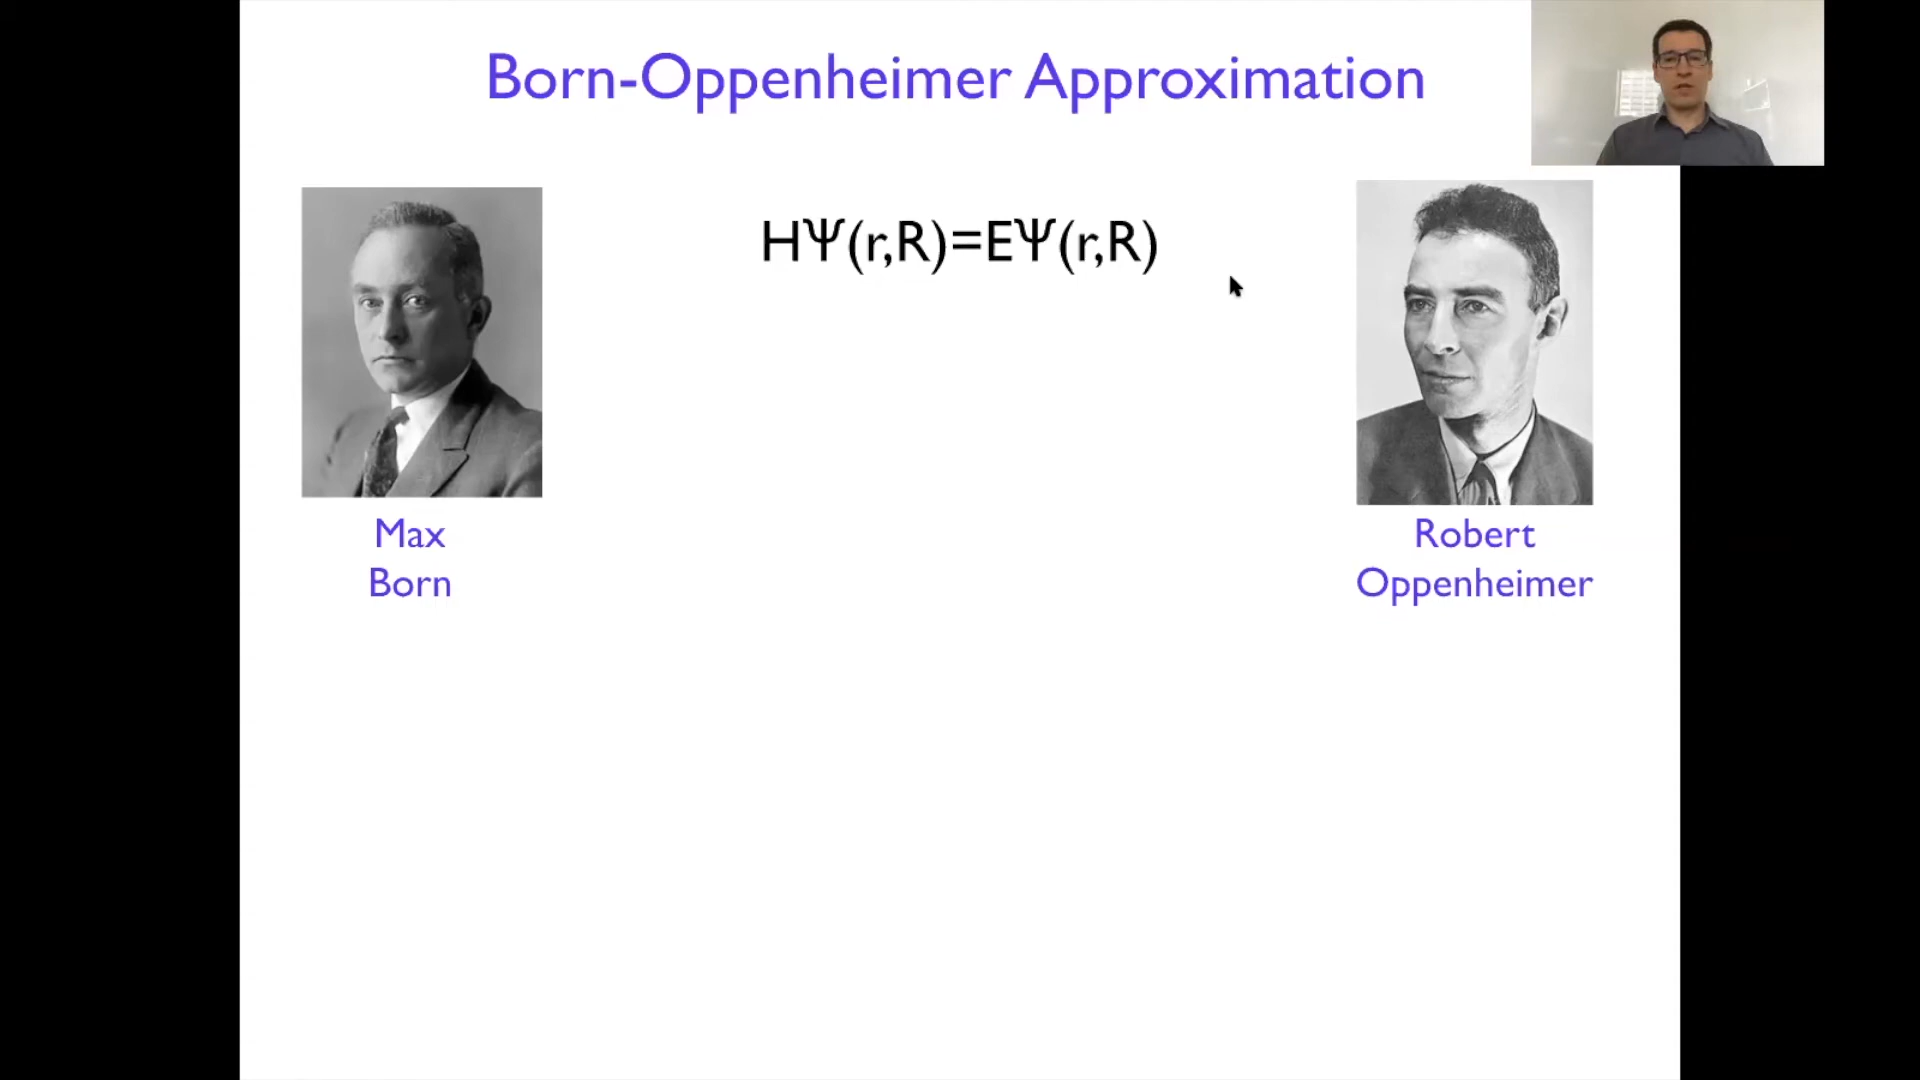 Born-Oppenheimer Approximation
HΨ(r,R)=EΨ(r,R)
Max
Born
Robert
Oppenheimer